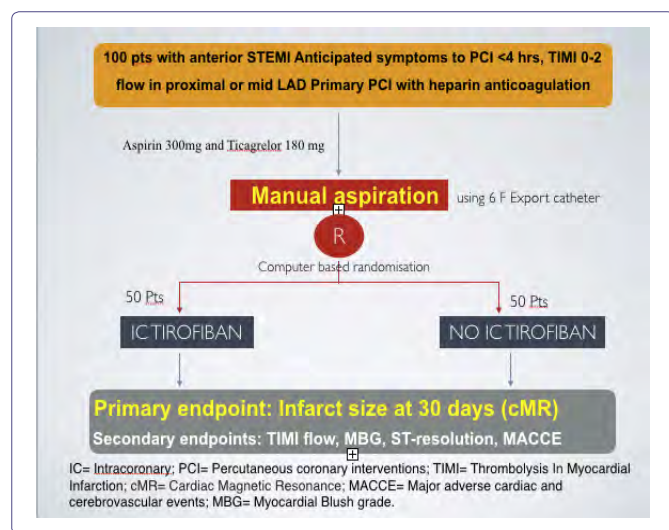 100 pts with anterior STEMI Anticipated symptoms to PCI <4 hrs, TIMI 0-2
flow in proximal or mid LAD Primary PCI with heparin anticoagulation
Aspirin 300mg and Ticagrelor 180 mg
Manual aspiration
using 6 F Export catheter
R
Computer based randomisation
50 Pts
50 Pts
ICTIROFIBAN
NO ICTIROFIBAN
Primary endpoint: Infarct size at 30 days (cMR)
Secondary endpoints: TIMI flow, MBG, ST-resolution, MACCE
IC= Intracoronary; PCI= Percutaneous coronary interventions; TIMI= Thrombolysis In Myocardial
Infarction; cMR= Cardiac Magnetic Resonance; MACCE= Major adverse cardiac and
cerebrovascular events; MBG= Myocardial Blush grade.